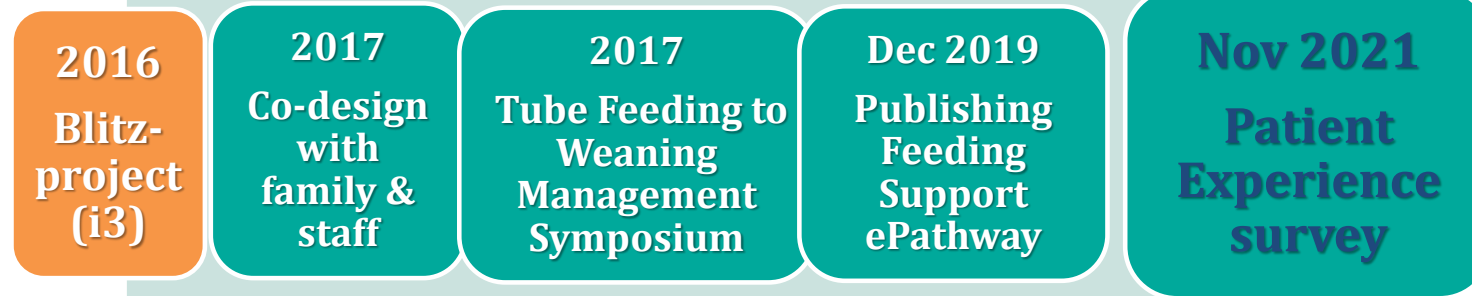 2016
Blitz-
project
(i3)
2017
Co-design
with
family &
staff
2017
Tube Feeding to
Weaning
Management
Symposium
Dec 2019
Publishing
Feeding
Support
ePathway
Nov 2021
Patient
Experience
survey